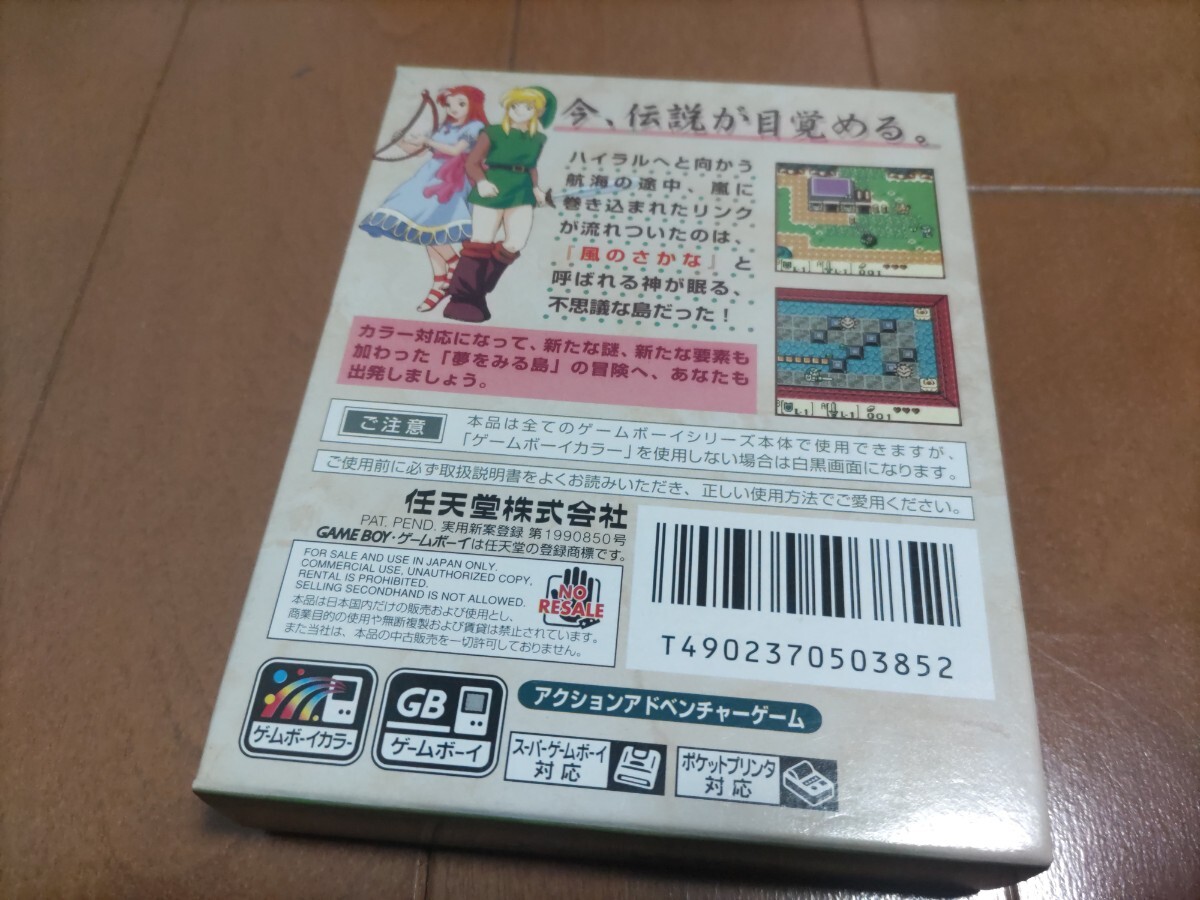 今、伝説が目覚める。
ハイラルへと向かう
航海の途中、嵐に
巻き込まれたリンク
が流れついたのは、
『風のさかな』と
呼ばれる神が眠る、
不思議な島だった!
カラー対応になって、新たな謎、新たな要素も
加わった「夢をみる島」の冒険へ、あなたも
出発しましょう。
ご注意
本品は全てのゲームボーイシリーズ本体で使用できますが、
「ゲームボーイカラー」を使用しない場合は白黒画面になります。
ご使用前に必ず取扱説明書をよくお読みいただき、正しい使用方法でご愛用ください。
任天堂株式会社
PAT. PEND. 実用新案登録 第1990850号
GAME BOY・ゲームボーイは任天堂の登録商標です。
FOR SALE AND USE IN JAPAN ONLY.
COMMERCIAL USE, UNAUTHORIZED COPY,
RENTAL IS PROHIBITED.
SELLING SECONDHAND IS NOT ALLOWED.
本品は日本国内だけの販売および使用とし、
商業目的の使用や無断複製および賃貸は禁止されています。
また当社は、本品の中古販売を一切許可しておりません。
NO
RESALE
T4902370503852
ゲームボーイカラー
GB
ゲームボーイ
アクションアドベンチャーゲーム
スーパーゲームボーイ
対応
ポケットプリンタ
対応